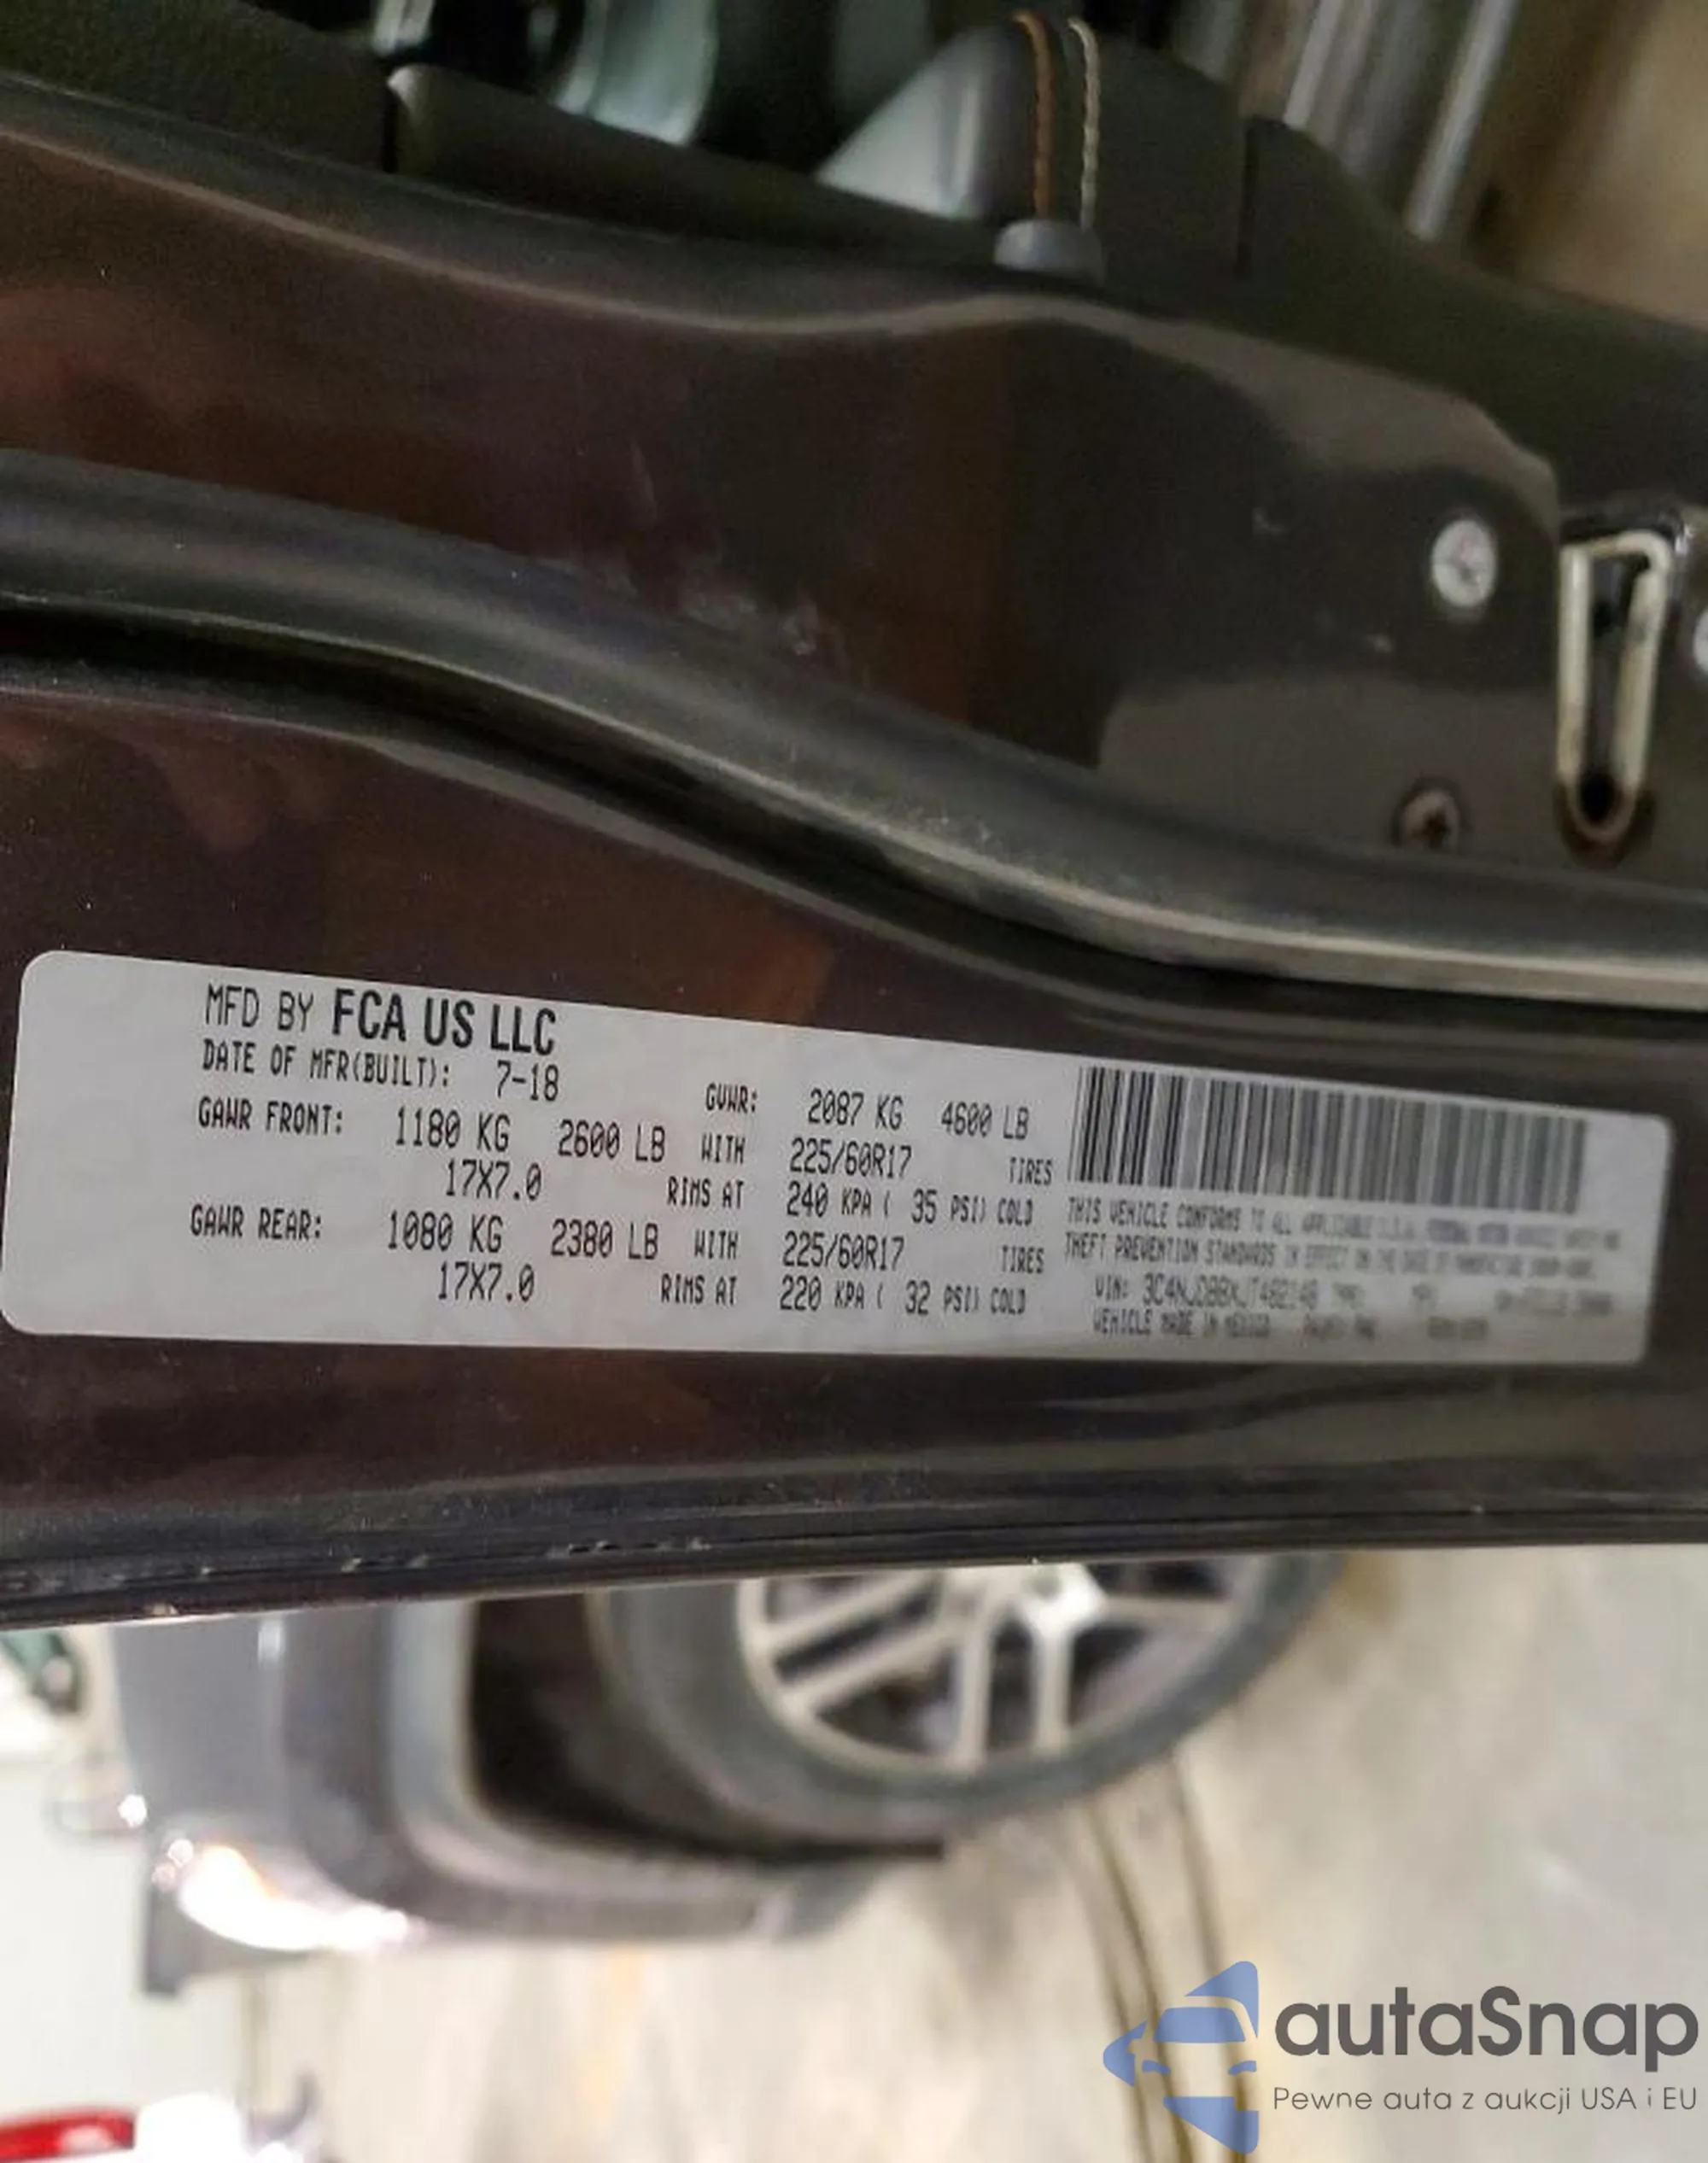 MFD BY FCA US LLC
DATE OF MFR(BUILT): 7-18 GVWR: 2087 KG 4600 LB
GAWR FRONT: 1180 KG 2600 LB WITH 225/60R17 TIRES
17X7.0 RIMS AT 240 KPA ( 35 PSI) COLD
GAWR REAR: 1080 KG 2380 LB WITH 225/60R17 TIRES
17X7.0 RIMS AT 220 KPA ( 32 PSI) COLD
THIS VEHICLE CONFORMS TO ALL APPLICABLE
THEFT PREVENTION STANDARDS IN EFFECT ON THE DATE OF MANUFACTURE
VIN:
VEHICLE MADE IN MEXICO
autaSnap
Pewne auta z aukcji USA i EU